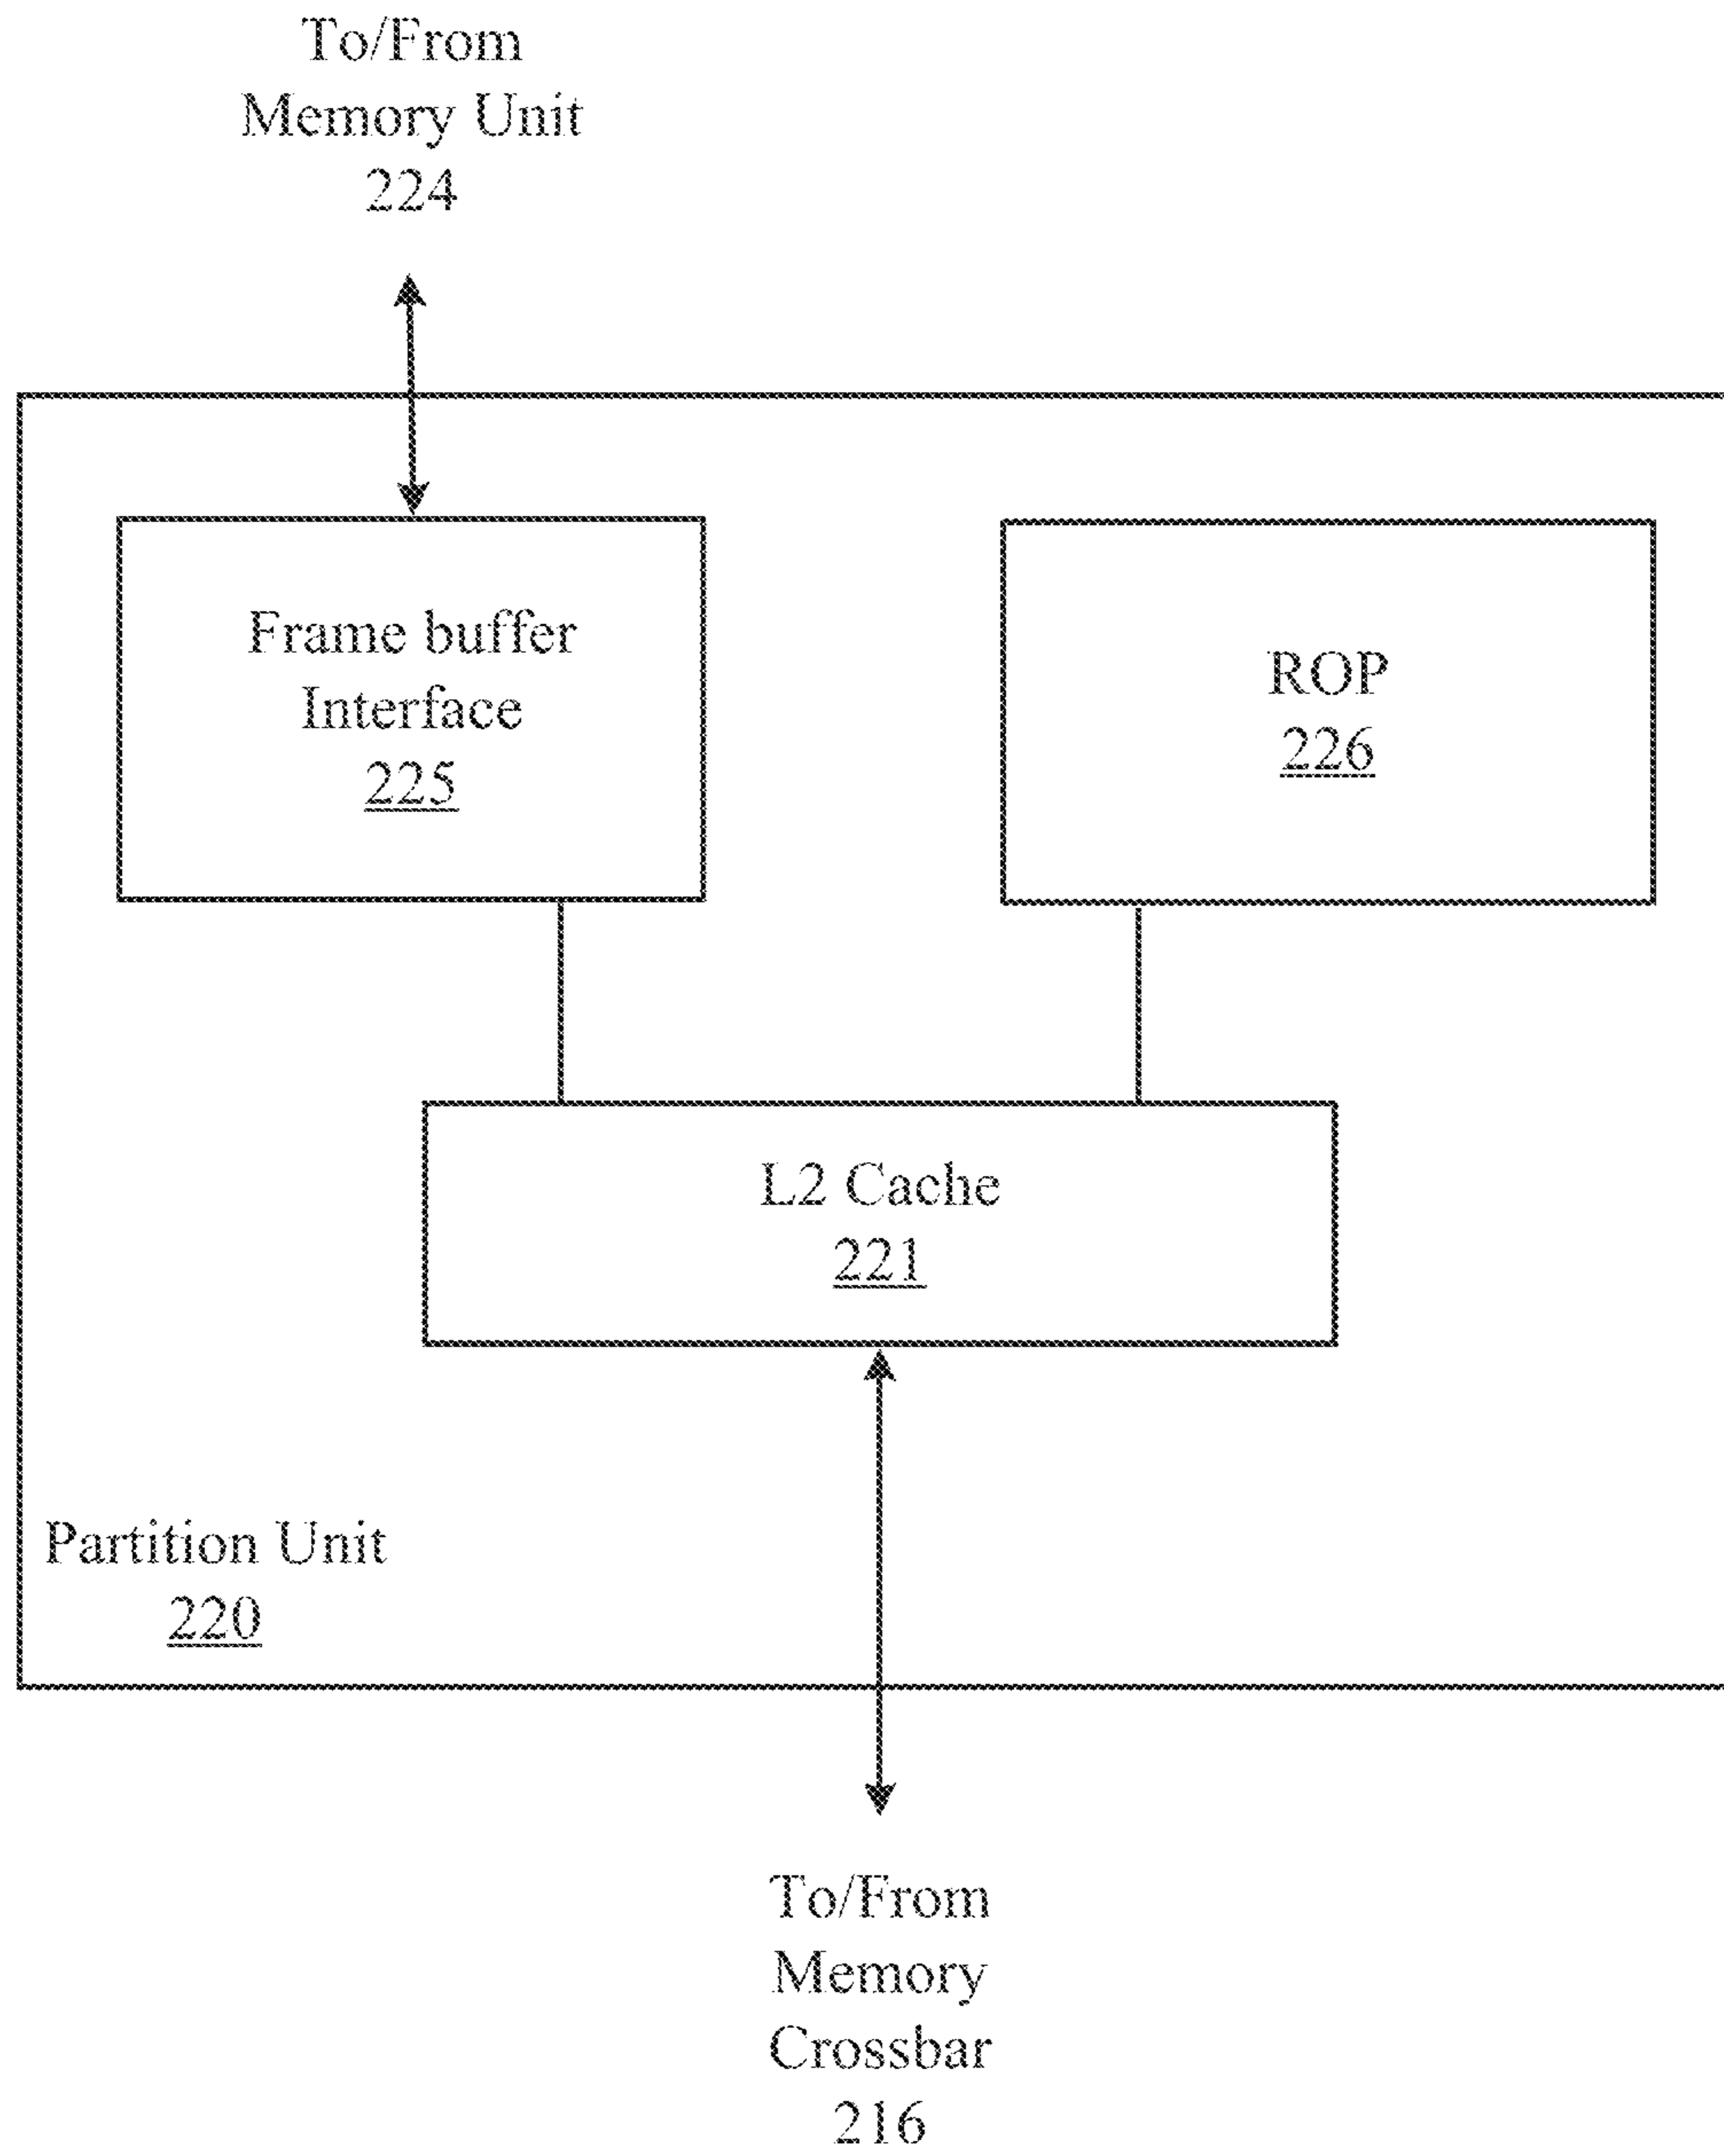 To/From
Memory Unit
224
Frame buffer
Interface
225
ROP
226
L2 Cache
221
Partition Unit
220
To/From
Memory
Crossbar
216